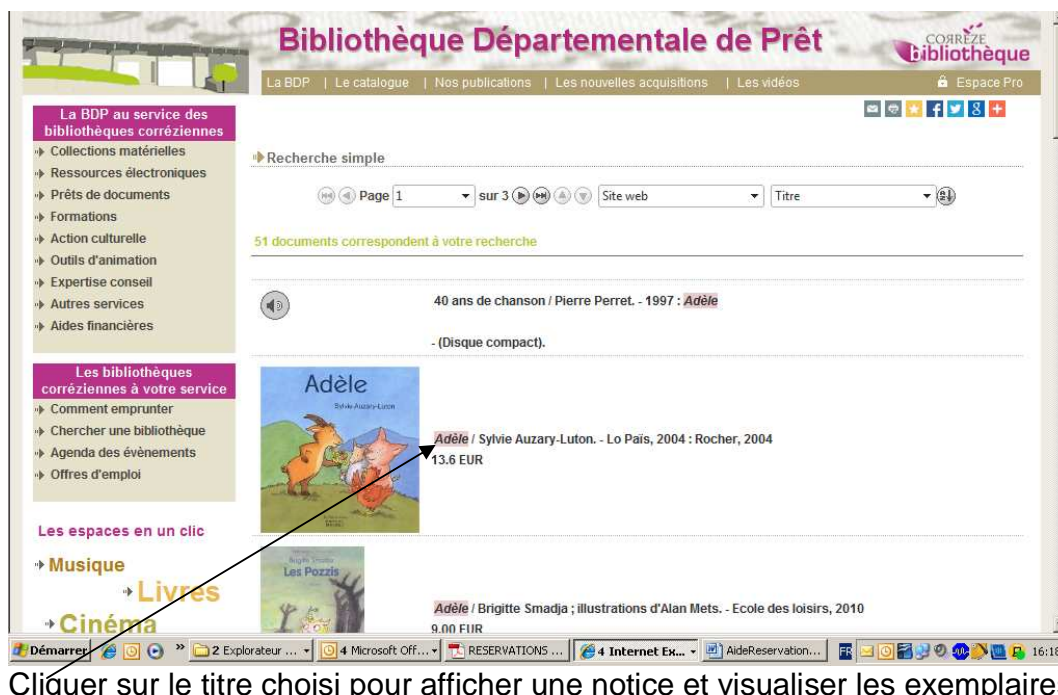 Bibliothèque Départementale de Prêt
CORRÈZE
bibliothèque
La BDP | Le catalogue | Nos publications | Les nouvelles acquisitions | Les vidéos
Espace Pro
La BDP au service des
bibliothèques corréziennes
Collections matérielles
Ressources électroniques
Prêts de documents
Formations
Action culturelle
Outils d'animation
Expertise conseil
Autres services
Aides financières
Les bibliothèques
corréziennes à votre service
Comment emprunter
Chercher une bibliothèque
Agenda des évènements
Offres d'emploi
Les espaces en un clic
Musique
Livres
Cinéma
Recherche simple
Page 1 sur 3 Site web Titre
51 documents correspondent à votre recherche
40 ans de chanson / Pierre Perret. - 1997 : Adèle
- (Disque compact).
Adèle
Sylvie Auzary-Luton
Adèle / Sylvie Auzary-Luton. - Lo Païs, 2004 : Rocher, 2004
13.6 EUR
Brigitte Smadja
Les Pozzis
Adèle / Brigitte Smadja ; illustrations d'Alan Mets. - Ecole des loisirs, 2010
9.00 EUR
Démarrer » 2 Explorateur ... 4 Microsoft Off... RESERVATIONS ... 4 Internet Ex... AideReservation... FR 16:18
Cliquer sur le titre choisi pour afficher une notice et visualiser les exemplaire